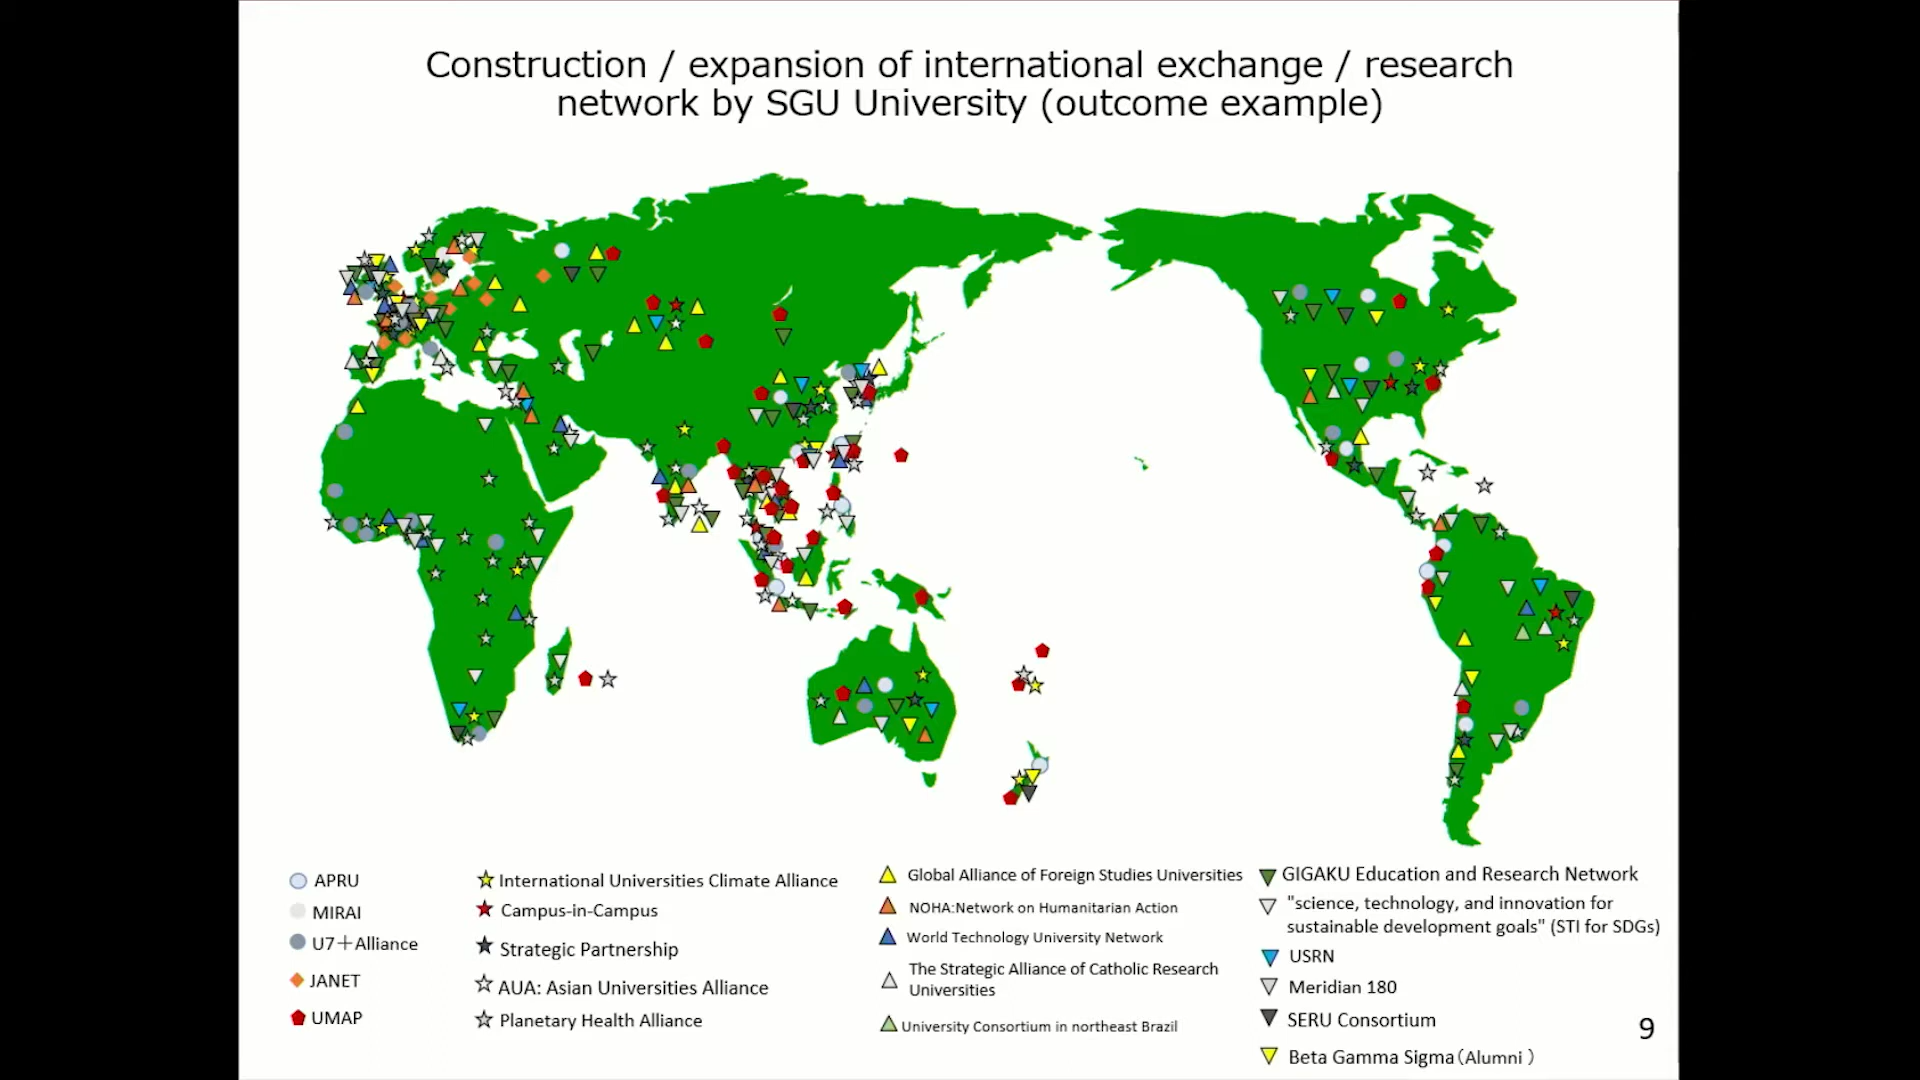 Construction / expansion of international exchange / research
network by SGU University (outcome example)
APRU
MIRAI
U7＋Alliance
JANET
UMAP
International Universities Climate Alliance
Campus-in-Campus
Strategic Partnership
AUA: Asian Universities Alliance
Planetary Health Alliance
Global Alliance of Foreign Studies Universities
NOHA:Network on Humanitarian Action
World Technology University Network
The Strategic Alliance of Catholic Research
Universities
University Consortium in northeast Brazil
GIGAKU Education and Research Network
"science, technology, and innovation for
sustainable development goals" (STI for SDGs)
USRN
Meridian 180
SERU Consortium
Beta Gamma Sigma（Alumni ）
9